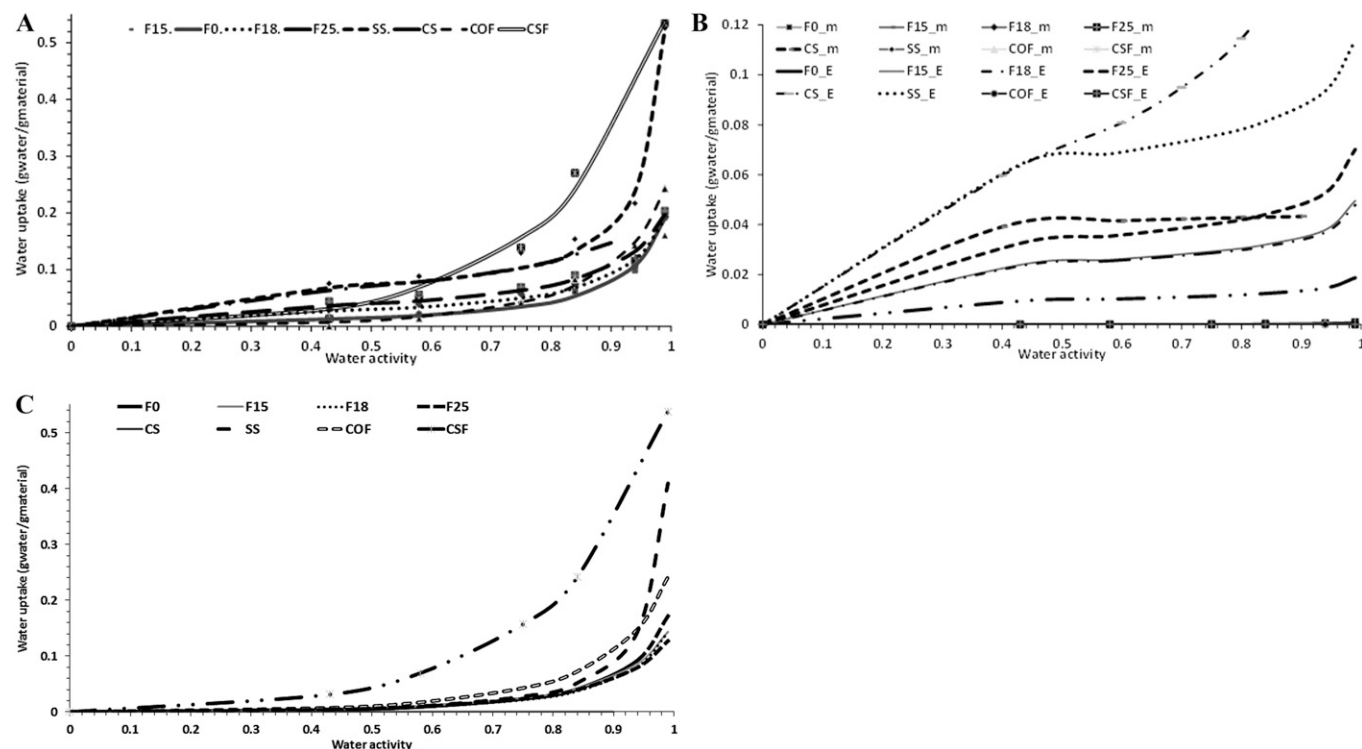 A
F15. F0. F18. F25. SS. CS COF CSF
Water uptake (gwater/gmaterial)
0.5
0.4
0.3
0.2
0.1
0
0 0.1 0.2 0.3 0.4 0.5 0.6 0.7 0.8 0.9 1
Water activity
B
F0_m F15_m F18_m F25_m
CS_m SS_m COF_m CSF_m
F0_E F15_E F18_E F25_E
CS_E SS_E COF_E CSF_E
Water uptake (gwater/gmaterial)
0.12
0.1
0.08
0.06
0.04
0.02
0
0 0.1 0.2 0.3 0.4 0.5 0.6 0.7 0.8 0.9 1
Water activity
C
F0 F15 F18 F25
CS SS COF CSF
Water uptake (gwater/gmaterial)
0.5
0.4
0.3
0.2
0.1
0
0 0.1 0.2 0.3 0.4 0.5 0.6 0.7 0.8 0.9 1
Water activity